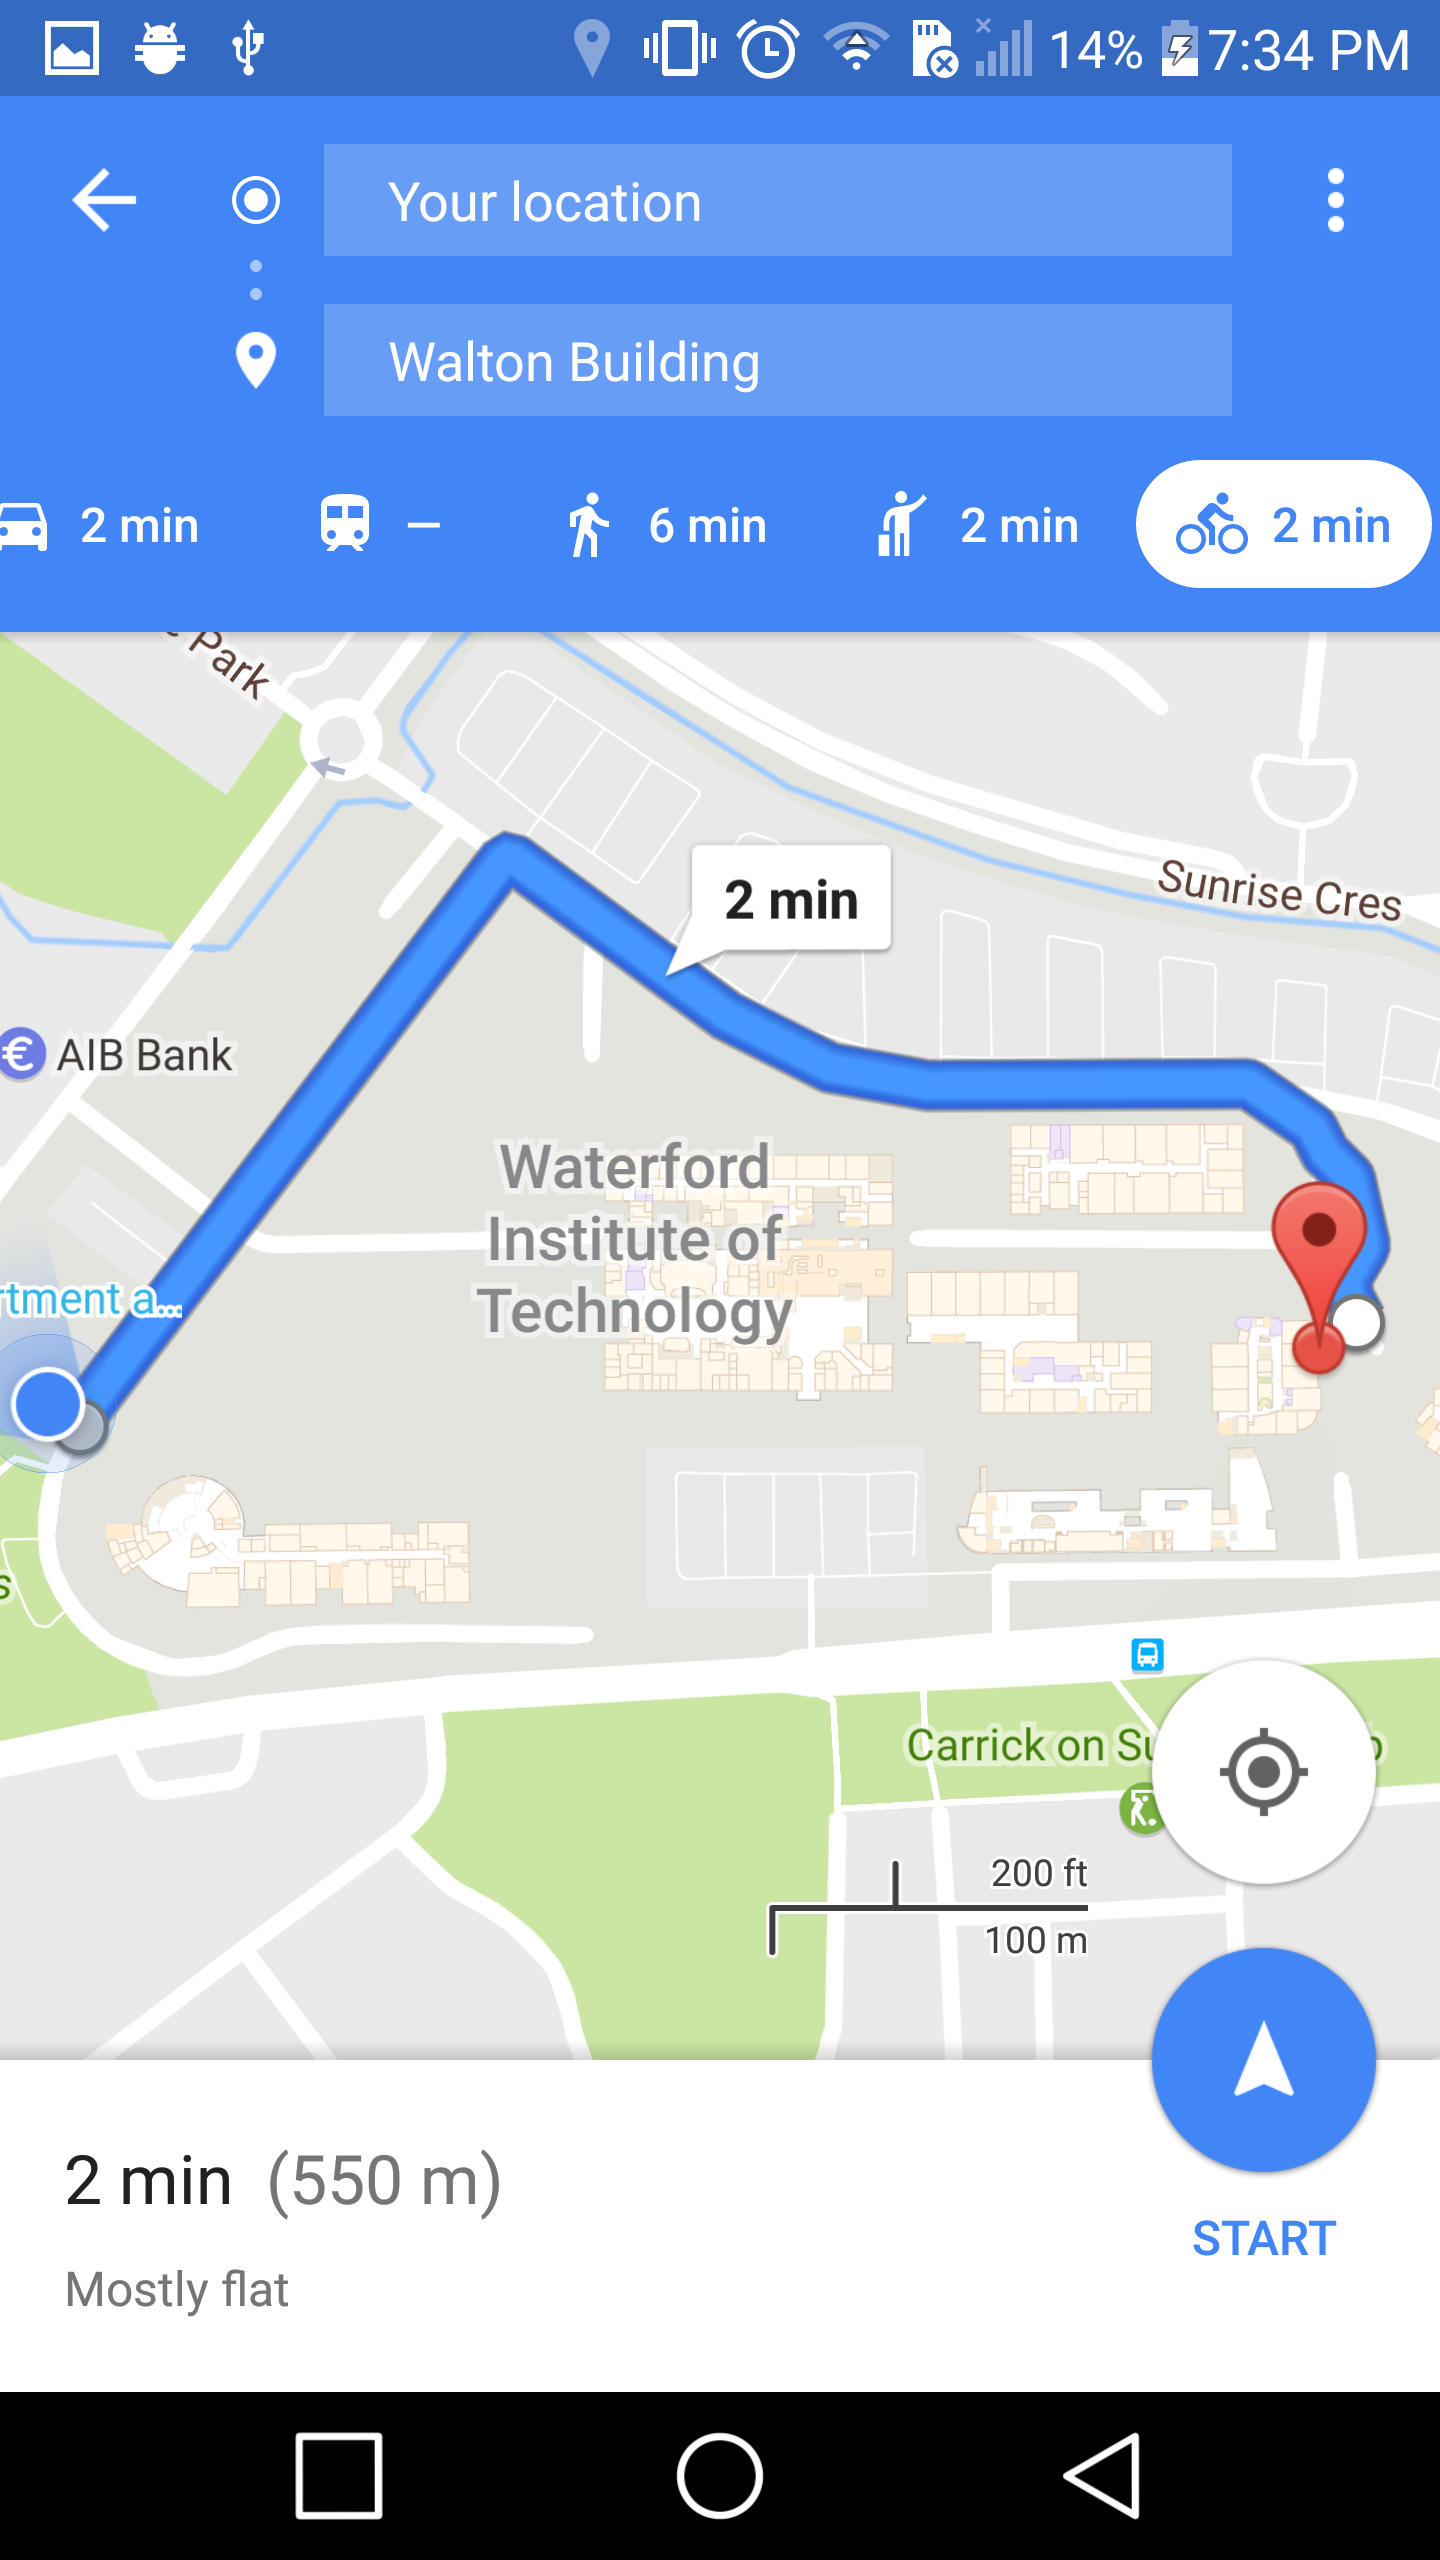 14% 7:34 PM
Your location
Walton Building
2 min — 6 min 2 min 2 min
Park
2 min
Sunrise Cres
€ AIB Bank
Waterford
Institute of
Technology
rtment a...
s
Carrick on Su
200 ft
100 m
2 min (550 m)
START
Mostly flat